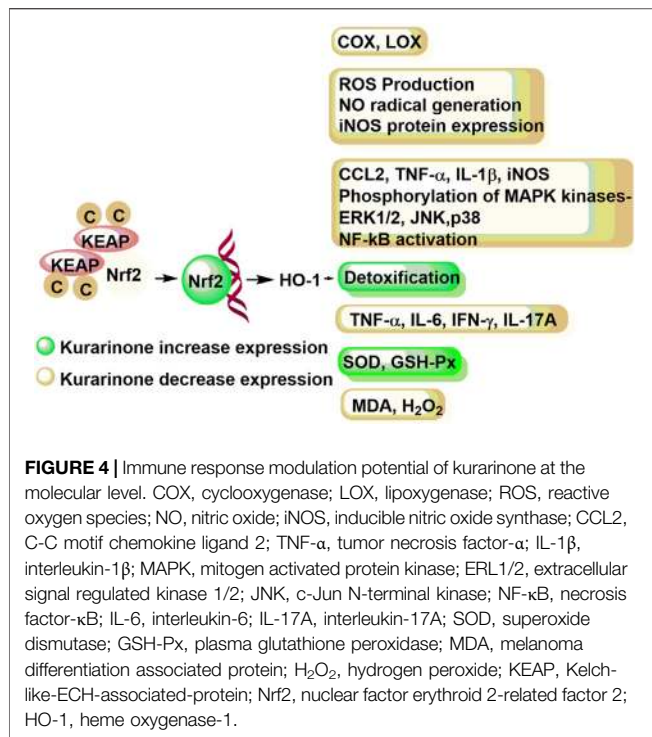 COX, LOX
ROS Production
NO radical generation
iNOS protein expression
CCL2, TNF-α, IL-1β, iNOS
Phosphorylation of MAPK kinases-
ERK1/2, JNK,p38
NF-kB activation
C C
KEAP
KEAP
C C
Nrf2
Nrf2
HO-1
Detoxification
TNF-α, IL-6, IFN-γ, IL-17A
Kurarinone increase expression
SOD, GSH-Px
Kurarinone decrease expression
MDA, H₂O₂
FIGURE 4 | Immune response modulation potential of kurarinone at the
molecular level. COX, cyclooxygenase; LOX, lipoxygenase; ROS, reactive
oxygen species; NO, nitric oxide; iNOS, inducible nitric oxide synthase; CCL2,
C-C motif chemokine ligand 2; TNF-α, tumor necrosis factor-α; IL-1β,
interleukin-1β; MAPK, mitogen activated protein kinase; ERL1/2, extracellular
signal regulated kinase 1/2; JNK, c-Jun N-terminal kinase; NF-κB, necrosis
factor-κB; IL-6, interleukin-6; IL-17A, interleukin-17A; SOD, superoxide
dismutase; GSH-Px, plasma glutathione peroxidase; MDA, melanoma
differentiation associated protein; H₂O₂, hydrogen peroxide; KEAP, Kelch-
like-ECH-associated-protein; Nrf2, nuclear factor erythroid 2-related factor 2;
HO-1, heme oxygenase-1.